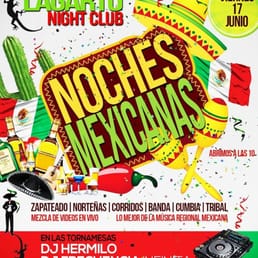 LAGARTO
NIGHT CLUB
VIERNES
17
JUNIO
NOCHES
MEXICANAS
ABRIMOS A LAS 10
ZAPATEADO | NORTEÑAS | CORRIDOS | BANDA | CUMBIA | TRIBAL
MEZCLA DE VIDEOS EN VIVO LO MEJOR DE LA MÚSICA REGIONAL MEXICANA
EN LAS TORNAMESAS
DJ HERMILO